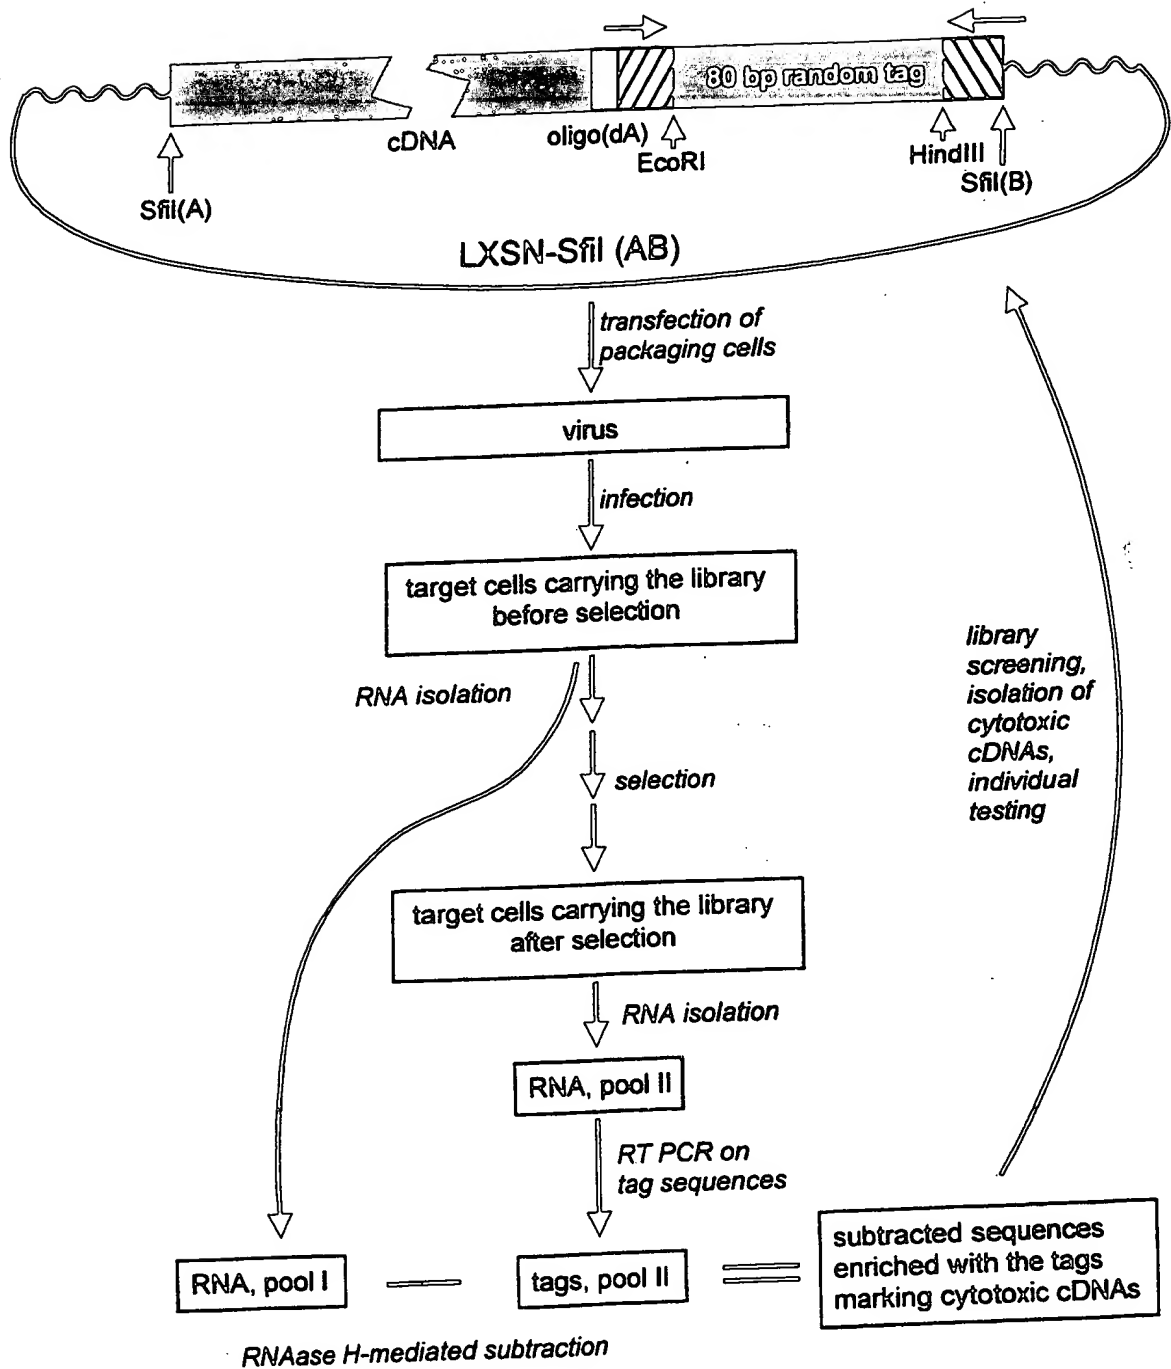 80 bp random tag
cDNA
oligo(dA)
EcoRI
HindIII
SfiI(A)
SfiI(B)
LXSN-SfiI (AB)
transfection of
packaging cells
virus
infection
target cells carrying the library
before selection
RNA isolation
selection
library
screening,
isolation of
cytotoxic
cDNAs,
individual
testing
target cells carrying the library
after selection
RNA isolation
RNA, pool II
RT PCR on
tag sequences
RNA, pool I
tags, pool II
subtracted sequences
enriched with the tags
marking cytotoxic cDNAs
RNAase H-mediated subtraction